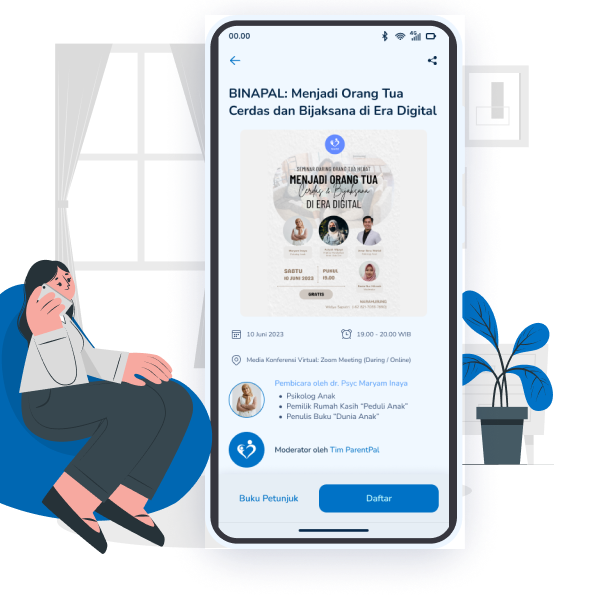 00.00
4G
BINAPAL: Menjadi Orang Tua
Cerdas dan Bijaksana di Era Digital
SEMINAR DARING ORANG TUA HEBAT
MENJADI ORANG TUA
Cerdas & Bijaksana
DI ERA DIGITAL
SABTU
10 JUNI 2023
PUKUL
19.00
GRATIS
10 Juni 2023
19.00 - 20.00 WIB
Media Konferensi Virtual: Zoom Meeting (Daring / Online)
Pembicara oleh dr. Psyc Maryam Inaya
• Psikolog Anak
• Pemilik Rumah Kasih “Peduli Anak”
• Penulis Buku “Dunia Anak”
Moderator oleh Tim ParentPal
Buku Petunjuk
Daftar